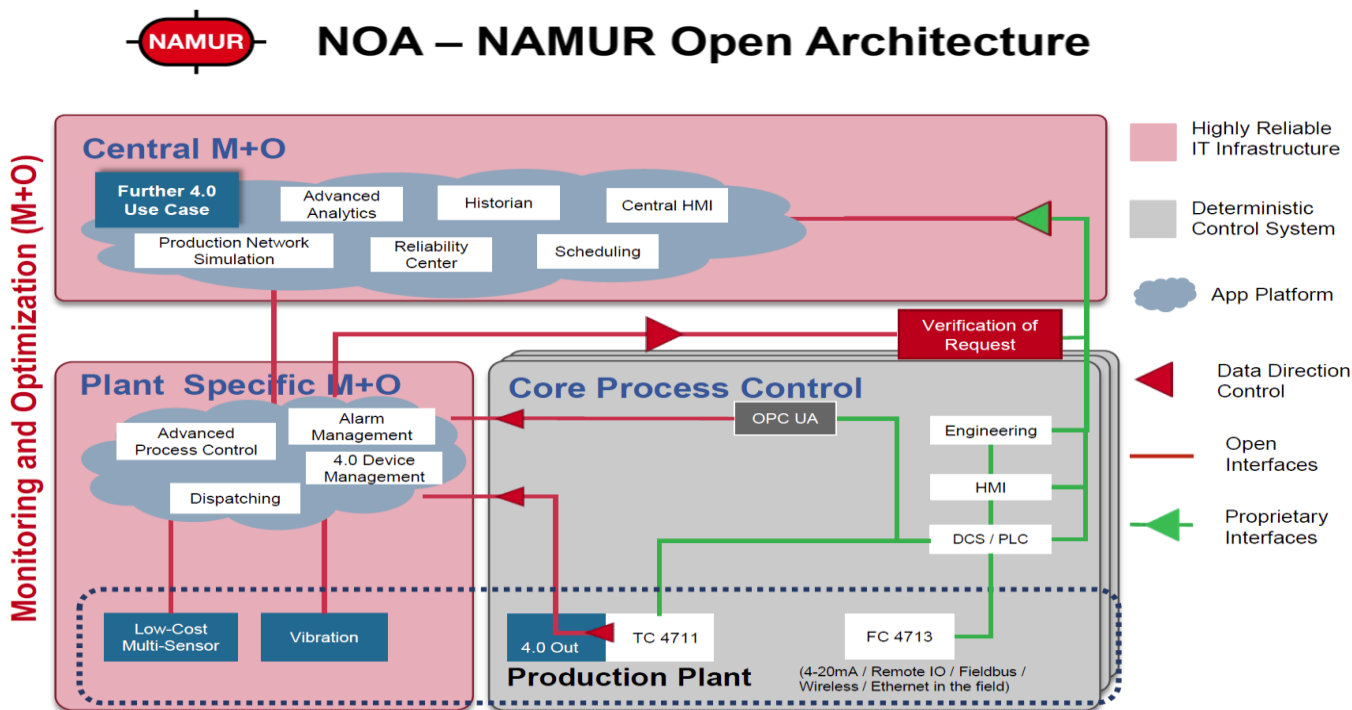 NAMUR
NOA – NAMUR Open Architecture
Monitoring and Optimization (M+O)
Central M+O
Further 4.0
Use Case
Advanced
Analytics
Historian
Central HMI
Production Network
Simulation
Reliability
Center
Scheduling
Highly Reliable
IT Infrastructure
Deterministic
Control System
App Platform
Data Direction
Control
Open
Interfaces
Proprietary
Interfaces
Verification of
Request
Plant Specific M+O
Alarm
Management
Advanced
Process Control
4.0 Device
Management
Dispatching
Low-Cost
Multi-Sensor
Vibration
Core Process Control
OPC UA
Engineering
HMI
DCS / PLC
4.0 Out
TC 4711
FC 4713
Production Plant
(4-20mA / Remote IO / Fieldbus /
Wireless / Ethernet in the field)